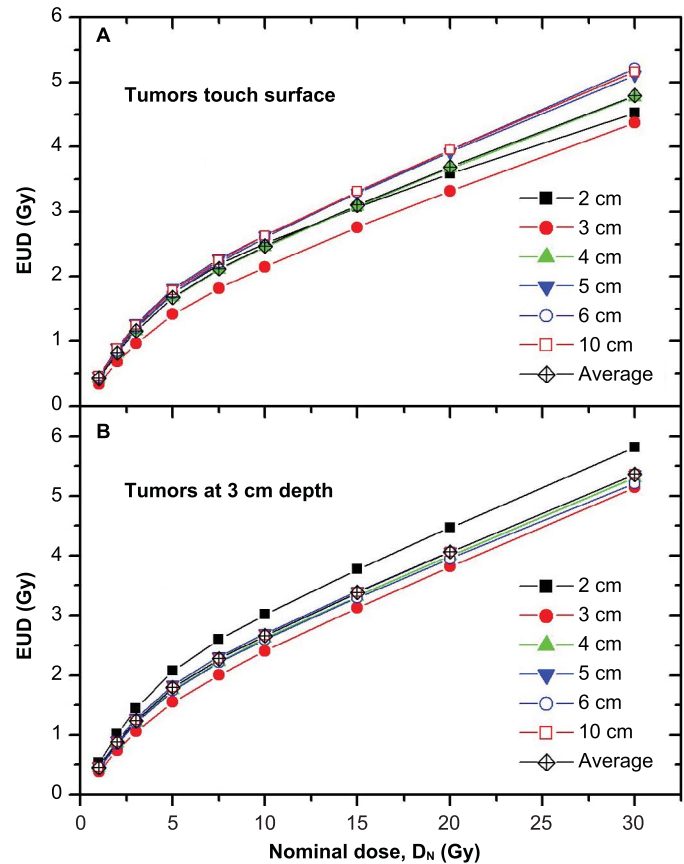 A
Tumors touch surface
EUD (Gy)
6
5
4
3
2
1
0
2 cm
3 cm
4 cm
5 cm
6 cm
10 cm
Average
B
Tumors at 3 cm depth
EUD (Gy)
6
5
4
3
2
1
0
2 cm
3 cm
4 cm
5 cm
6 cm
10 cm
Average
0 5 10 15 20 25 30
Nominal dose, D_N (Gy)